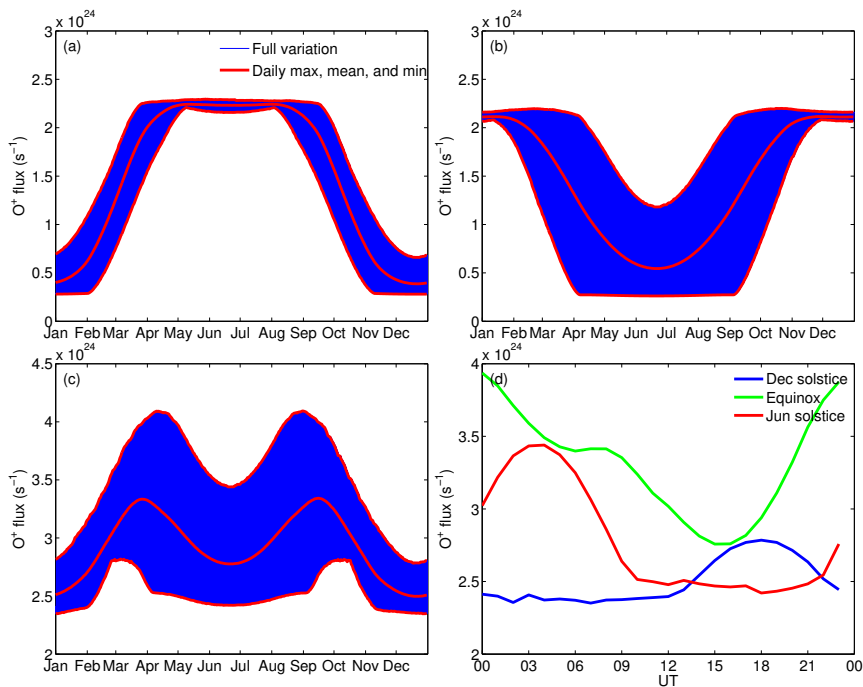 x 10^24
(a)
Full variation
Daily max, mean, and min
O⁺ flux (s⁻¹)
3
2.5
2
1.5
1
0.5
0
Jan Feb Mar Apr May Jun Jul Aug Sep Oct Nov Dec
x 10^24
(b)
O⁺ flux (s⁻¹)
3
2.5
2
1.5
1
0.5
0
Jan Feb Mar Apr May Jun Jul Aug Sep Oct Nov Dec
x 10^24
(c)
O⁺ flux (s⁻¹)
4.5
4
3.5
3
2.5
2
Jan Feb Mar Apr May Jun Jul Aug Sep Oct Nov Dec
x 10^24
(d)
Dec solstice
Equinox
Jun solstice
O⁺ flux (s⁻¹)
4
3.5
3
2.5
2
00 03 06 09 12 15 18 21 00
UT